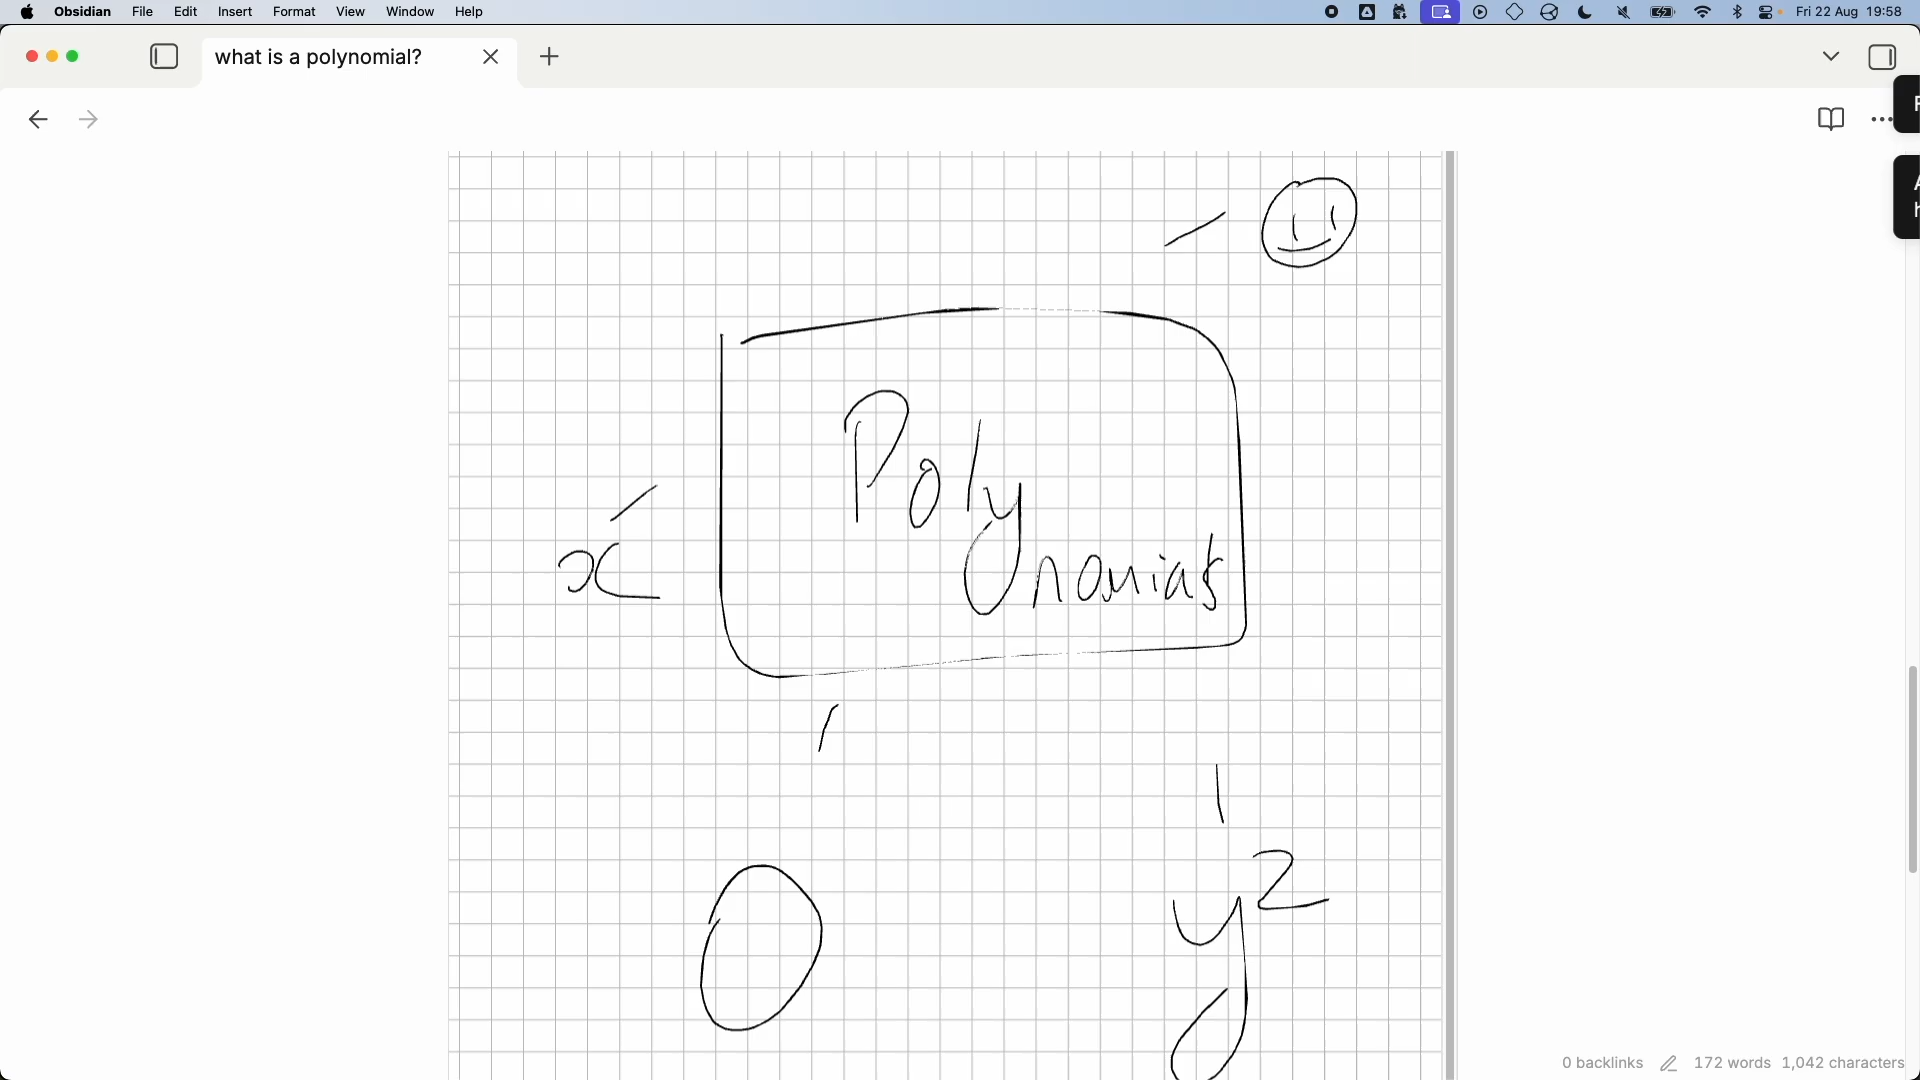 Obsidian File Edit Insert Format View Window Help Fri 22 Aug 19:58
what is a polynomial?
Poly
nomials
x
0
y²
0 backlinks 172 words 1,042 characters